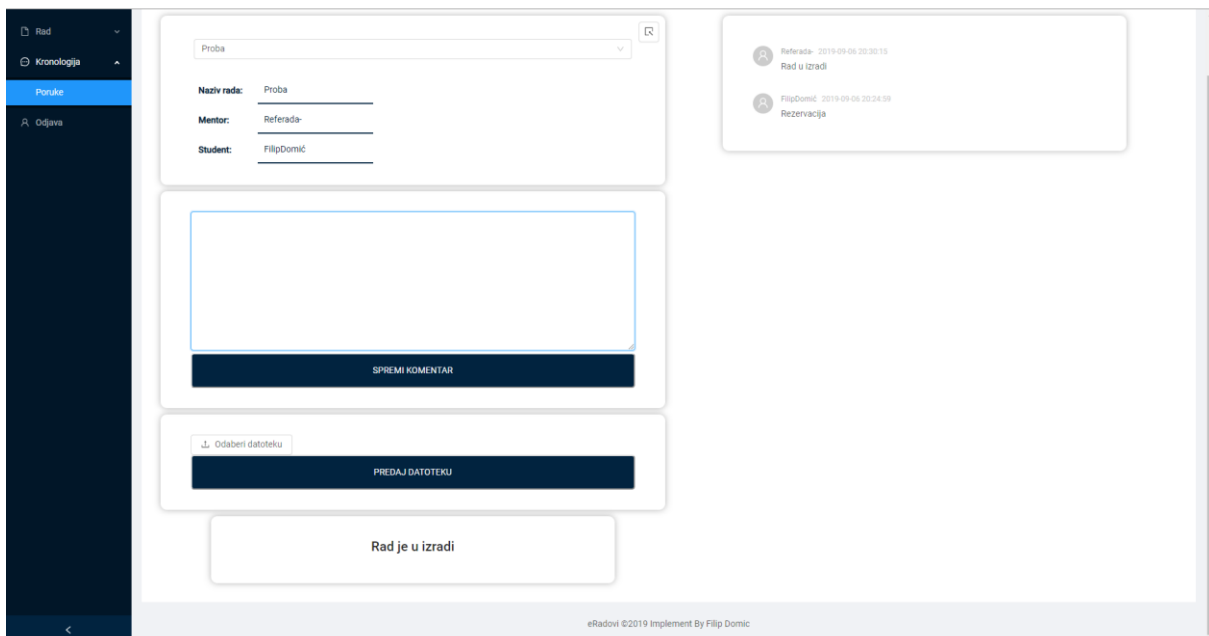 Rad
Kronologija
Poruke
Odjava
Proba
Naziv rada: Proba
Mentor: Referada-
Student: FilipDomić
SPREMI KOMENTAR
Odaberi datoteku
PREDAJ DATOTEKU
Rad je u izradi
Referada- 2019-09-06 20:30:15
Rad u izradi
FilipDomić 2019-09-06 20:24:59
Rezervacija
eRadovi ©2019 Implement By Filip Domic